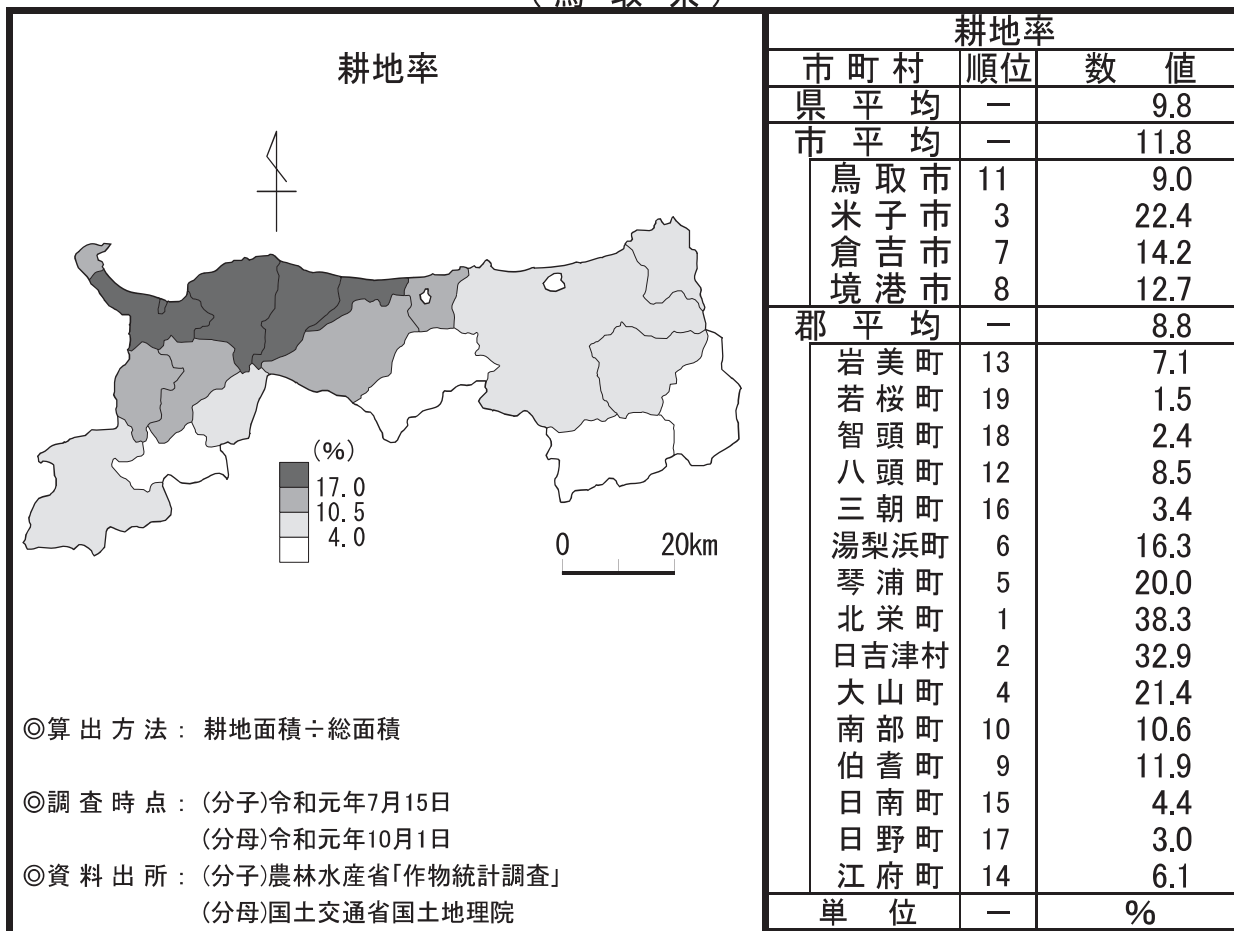 (鳥取県)
耕地率
(%)
17.0
10.5
4.0
0 20km
◎算出方法：耕地面積÷総面積
◎調査時点：(分子)令和元年7月15日
(分母)令和元年10月1日
◎資料出所：(分子)農林水産省「作物統計調査」
(分母)国土交通省国土地理院
耕地率
市町村 順位 数値
県平均 － 9.8
市平均 － 11.8
鳥取市 11 9.0
米子市 3 22.4
倉吉市 7 14.2
境港市 8 12.7
郡平均 － 8.8
岩美町 13 7.1
若桜町 19 1.5
智頭町 18 2.4
八頭町 12 8.5
三朝町 16 3.4
湯梨浜町 6 16.3
琴浦町 5 20.0
北栄町 1 38.3
日吉津村 2 32.9
大山町 4 21.4
南部町 10 10.6
伯耆町 9 11.9
日南町 15 4.4
日野町 17 3.0
江府町 14 6.1
単位 － %